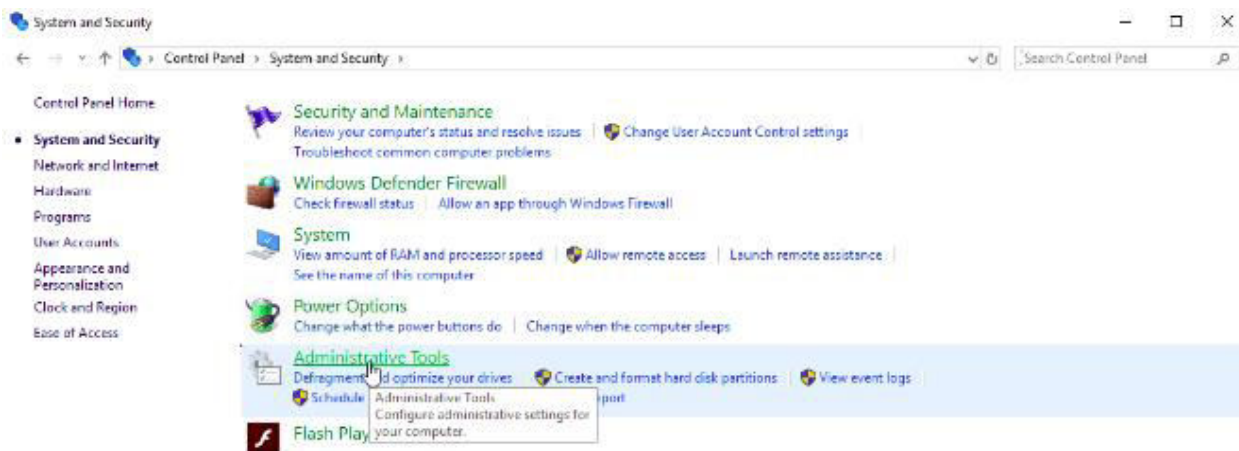 System and Security
Control Panel > System and Security >
Search Control Panel
Control Panel Home
System and Security
Network and Internet
Hardware
Programs
User Accounts
Appearance and
Personalization
Clock and Region
Ease of Access
Security and Maintenance
Review your computer's status and resolve issues | Change User Account Control settings
Troubleshoot common computer problems
Windows Defender Firewall
Check firewall status | Allow an app through Windows Firewall
System
View amount of RAM and processor speed | Allow remote access | Launch remote assistance
See the name of this computer
Power Options
Change what the power buttons do | Change when the computer sleeps
Administrative Tools
Defragment optimize your drives | Create and format hard disk partitions | View event logs
Schedule
Administrative Tools
Configure administrative settings for
your computer.
Flash Play